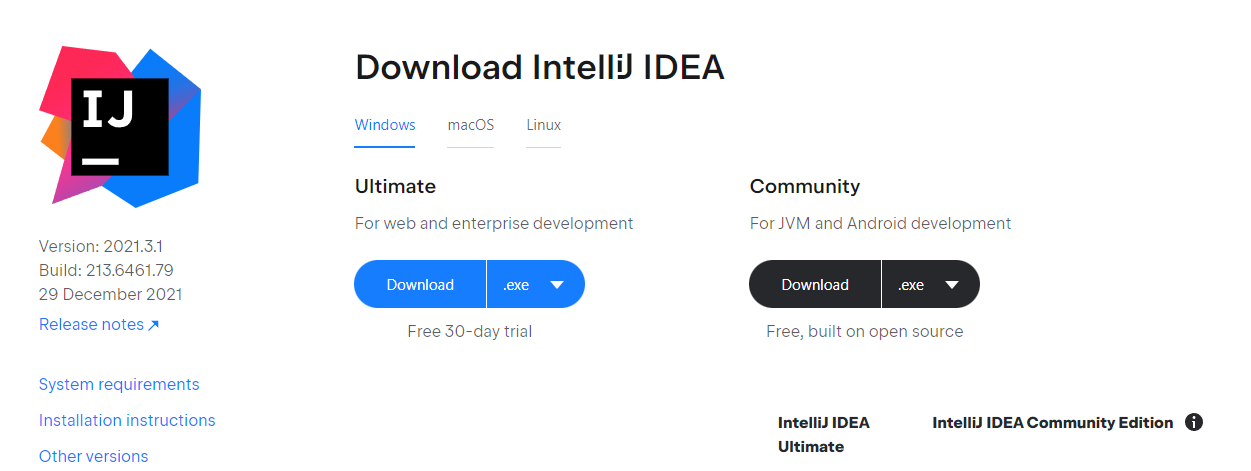 IJ
Download IntelliJ IDEA
Windows macOS Linux
Ultimate
For web and enterprise development
Download .exe
Free 30-day trial
Community
For JVM and Android development
Download .exe
Free, built on open source
Version: 2021.3.1
Build: 213.6461.79
29 December 2021
Release notes
System requirements
Installation instructions
Other versions
IntelliJ IDEA
Ultimate
IntelliJ IDEA Community Edition